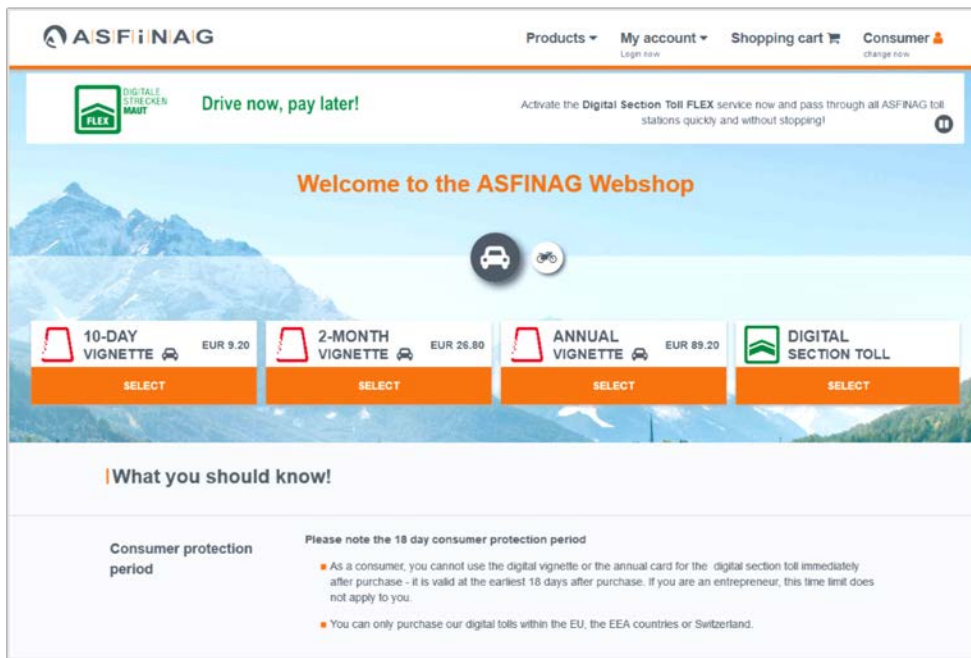 ASFiNAG
Products
My account
Shopping cart
Consumer
Login now
change now
DIGITALE
STRECKEN
MAUT
FLEX
Drive now, pay later!
Activate the Digital Section Toll FLEX service now and pass through all ASFINAG toll
stations quickly and without stopping!
Welcome to the ASFINAG Webshop
10-DAY
VIGNETTE
EUR 9.20
SELECT
2-MONTH
VIGNETTE
EUR 26.80
SELECT
ANNUAL
VIGNETTE
EUR 89.20
SELECT
DIGITAL
SECTION TOLL
SELECT
What you should know!
Consumer protection
period
Please note the 18 day consumer protection period
As a consumer, you cannot use the digital vignette or the annual card for the digital section toll immediately
after purchase - it is valid at the earliest 18 days after purchase. If you are an entrepreneur, this time limit does
not apply to you.
You can only purchase our digital tolls within the EU, the EEA countries or Switzerland.